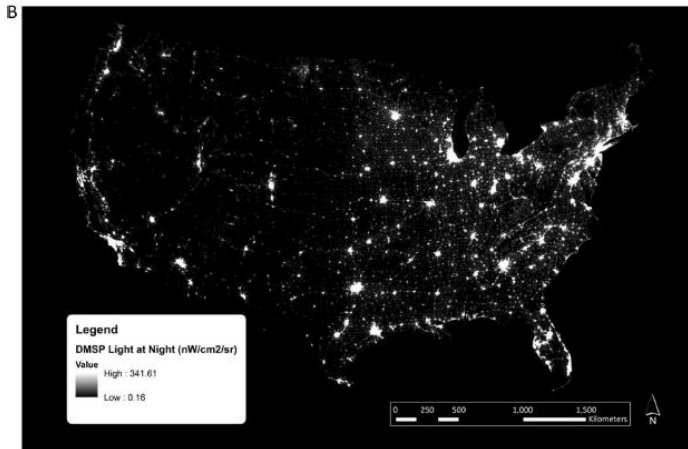 B
Legend
DMSP Light at Night (nW/cm2/sr)
Value
High : 341.61
Low : 0.16
0 250 500 1,000 1,500
Kilometers
N